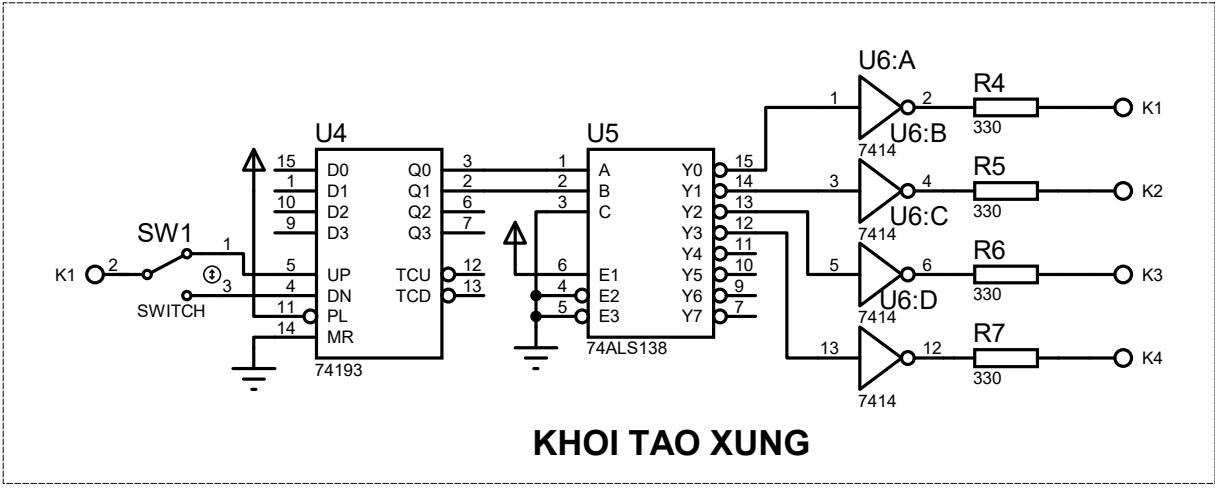 U6:A
1 2 R4 K1
330
7414
U6:B
3 4 R5 K2
330
7414
U6:C
5 6 R6 K3
330
7414
U6:D
13 12 R7 K4
330
7414
U4
15 D0 Q0 3
1 D1 Q1 2
10 D2 Q2 6
9 D3 Q3 7
5 UP TCU 12
4 DN TCD 13
11 PL
14 MR
74193
U5
1 A Y0 15
2 B Y1 14
3 C Y2 13
Y3 12
Y4 11
6 E1 Y5 10
4 E2 Y6 9
5 E3 Y7 7
74ALS138
SW1
K1 2 1
3
SWITCH
KHOI TAO XUNG